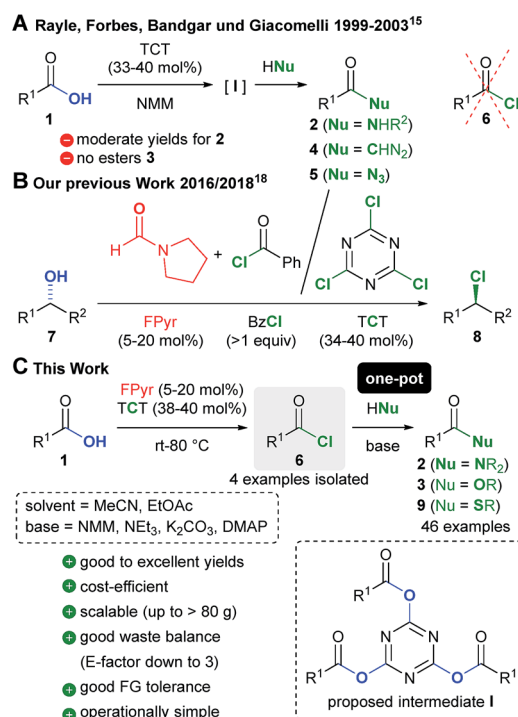 A Rayle, Forbes, Bandgar und Giacomelli 1999-2003¹⁵
O
R¹ OH
1
TCT
(33-40 mol%)
NMM
[ I ]
HNu
O
R¹ Nu
2 (Nu = NHR²)
4 (Nu = CHN₂)
5 (Nu = N₃)
O
R¹ Cl
6
moderate yields for 2
no esters 3
B Our previous Work 2016/2018¹⁸
O
H N
+
O
Cl Ph
Cl
N N
Cl N Cl
OH
R¹ R²
7
FPyr
(5-20 mol%)
BzCl
(>1 equiv)
TCT
(34-40 mol%)
Cl
R¹ R²
8
C This Work
O
R¹ OH
1
FPyr (5-20 mol%)
TCT (38-40 mol%)
rt-80 °C
O
R¹ Cl
6
4 examples isolated
one-pot
HNu
base
O
R¹ Nu
2 (Nu = NR₂)
3 (Nu = OR)
9 (Nu = SR)
46 examples
solvent = MeCN, EtOAc
base = NMM, NEt₃, K₂CO₃, DMAP
good to excellent yields
cost-efficient
scalable (up to > 80 g)
good waste balance
(E-factor down to 3)
good FG tolerance
operationally simple
O
R¹ O
N N
O N O
O O
R¹ R¹
proposed intermediate I